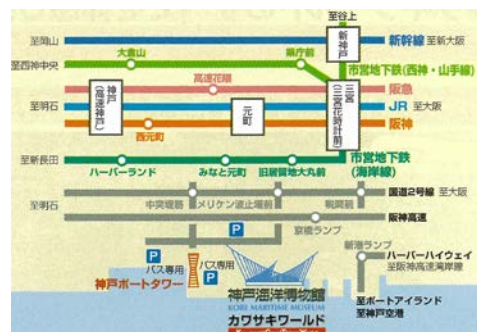 至谷上
至岡山
新神戸
新幹線 至新大阪
大倉山
県庁前
至西神中央
市営地下鉄(西神・山手線)
高速花隈
阪急
神戸(高速神戸)
元町
三宮(三宮花時計前)
至明石
JR 至大阪
阪神
西元町
至新長田
ハーバーランド
みなと元町
旧居留地大丸前
市営地下鉄
(海岸線)
国道2号線 至大阪
中突堤筋
メリケン波止場前
税関前
至明石
阪神高速
P
京橋ランプ
新港ランプ
P
バス専用
バス専用
P
ハーバーハイウェイ
至阪神高速湾岸線
神戸ポートタワー
神戸海洋博物館
KOBE MARITIME MUSEUM
カワサキワールド
至ポートアイランド
至神戸空港